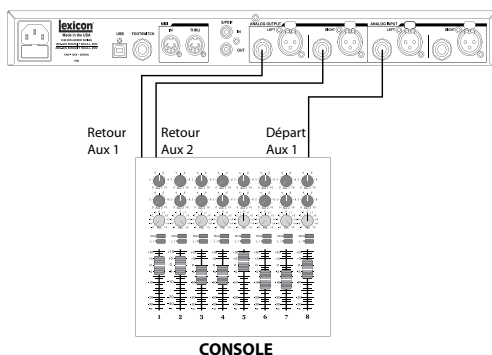 lexicon
Made in the USA
USB
FOOTSWITCH
MIDI
IN
THRU
S/PDIF
IN
OUT
ANALOG OUTPUT
LEFT
RIGHT
ANALOG INPUT
LEFT
RIGHT
Retour
Aux 1
Retour
Aux 2
Départ
Aux 1
1 2 3 4 5 6 7 8
CONSOLE